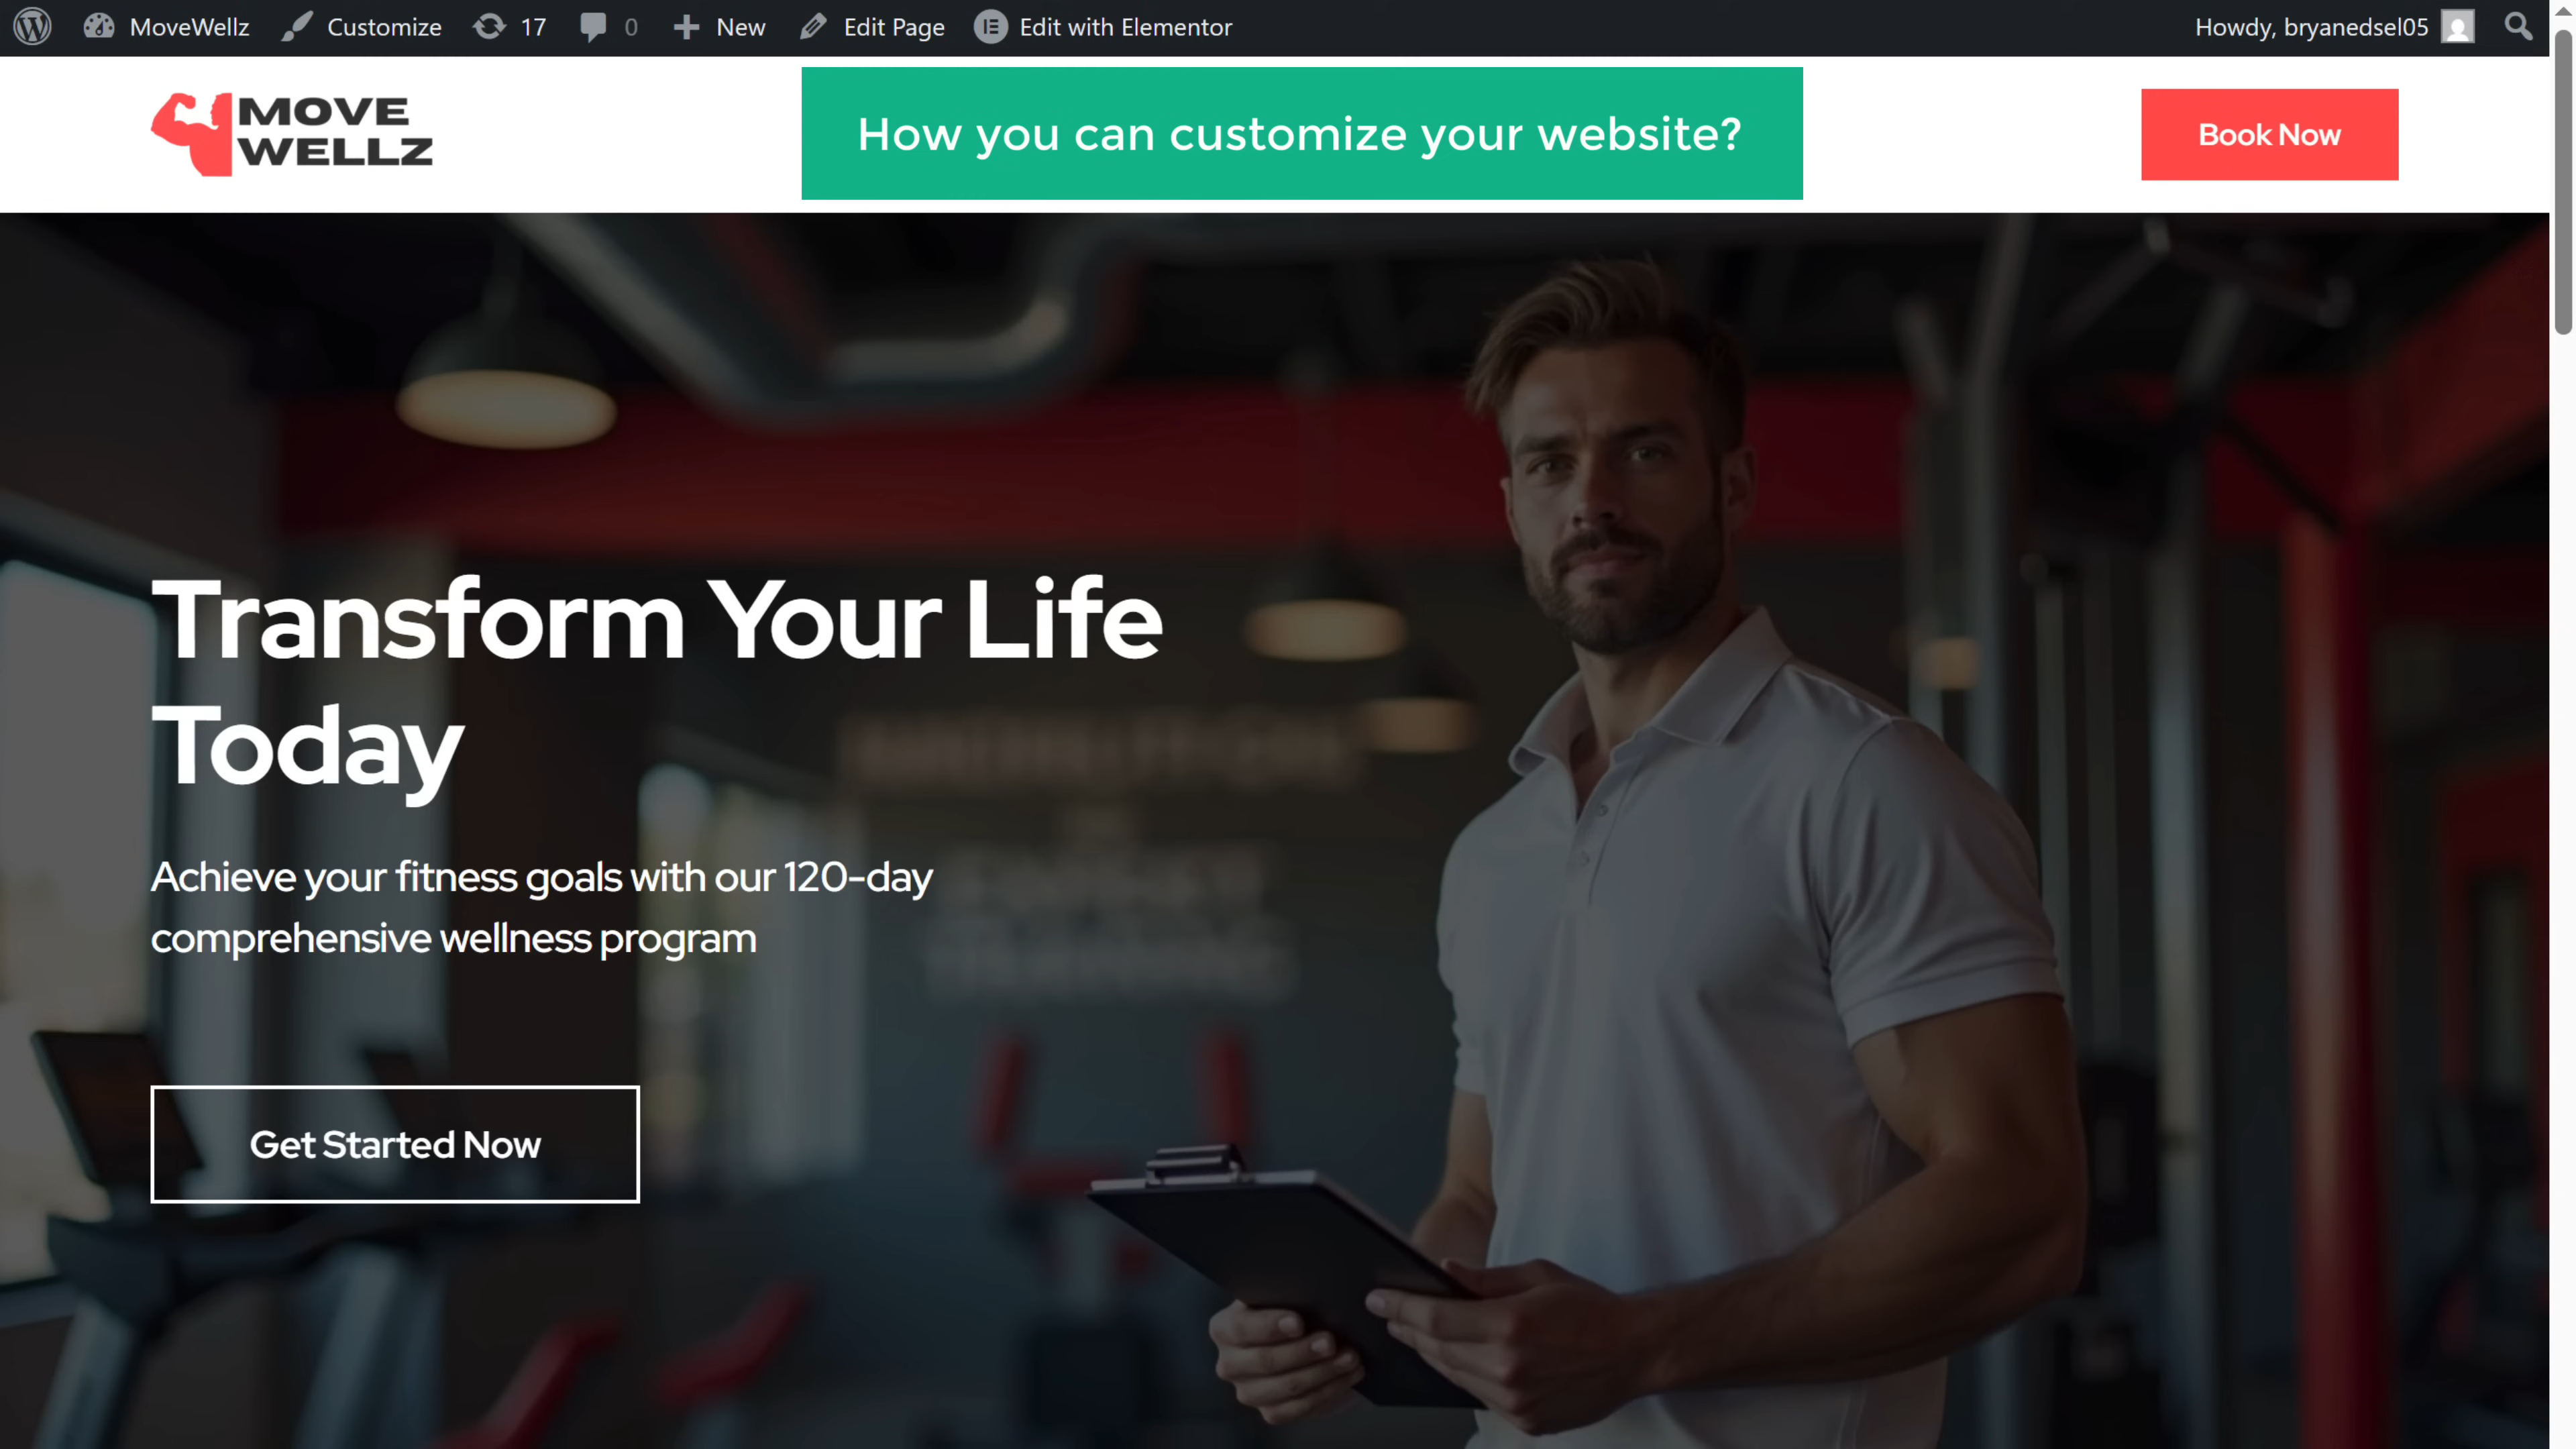 MoveWellz Customize 17 0 New Edit Page Edit with Elementor Howdy, bryanedsel05
MOVE
WELLZ
How you can customize your website?
Book Now
Transform Your Life
Today
Achieve your fitness goals with our 120-day
comprehensive wellness program
Get Started Now